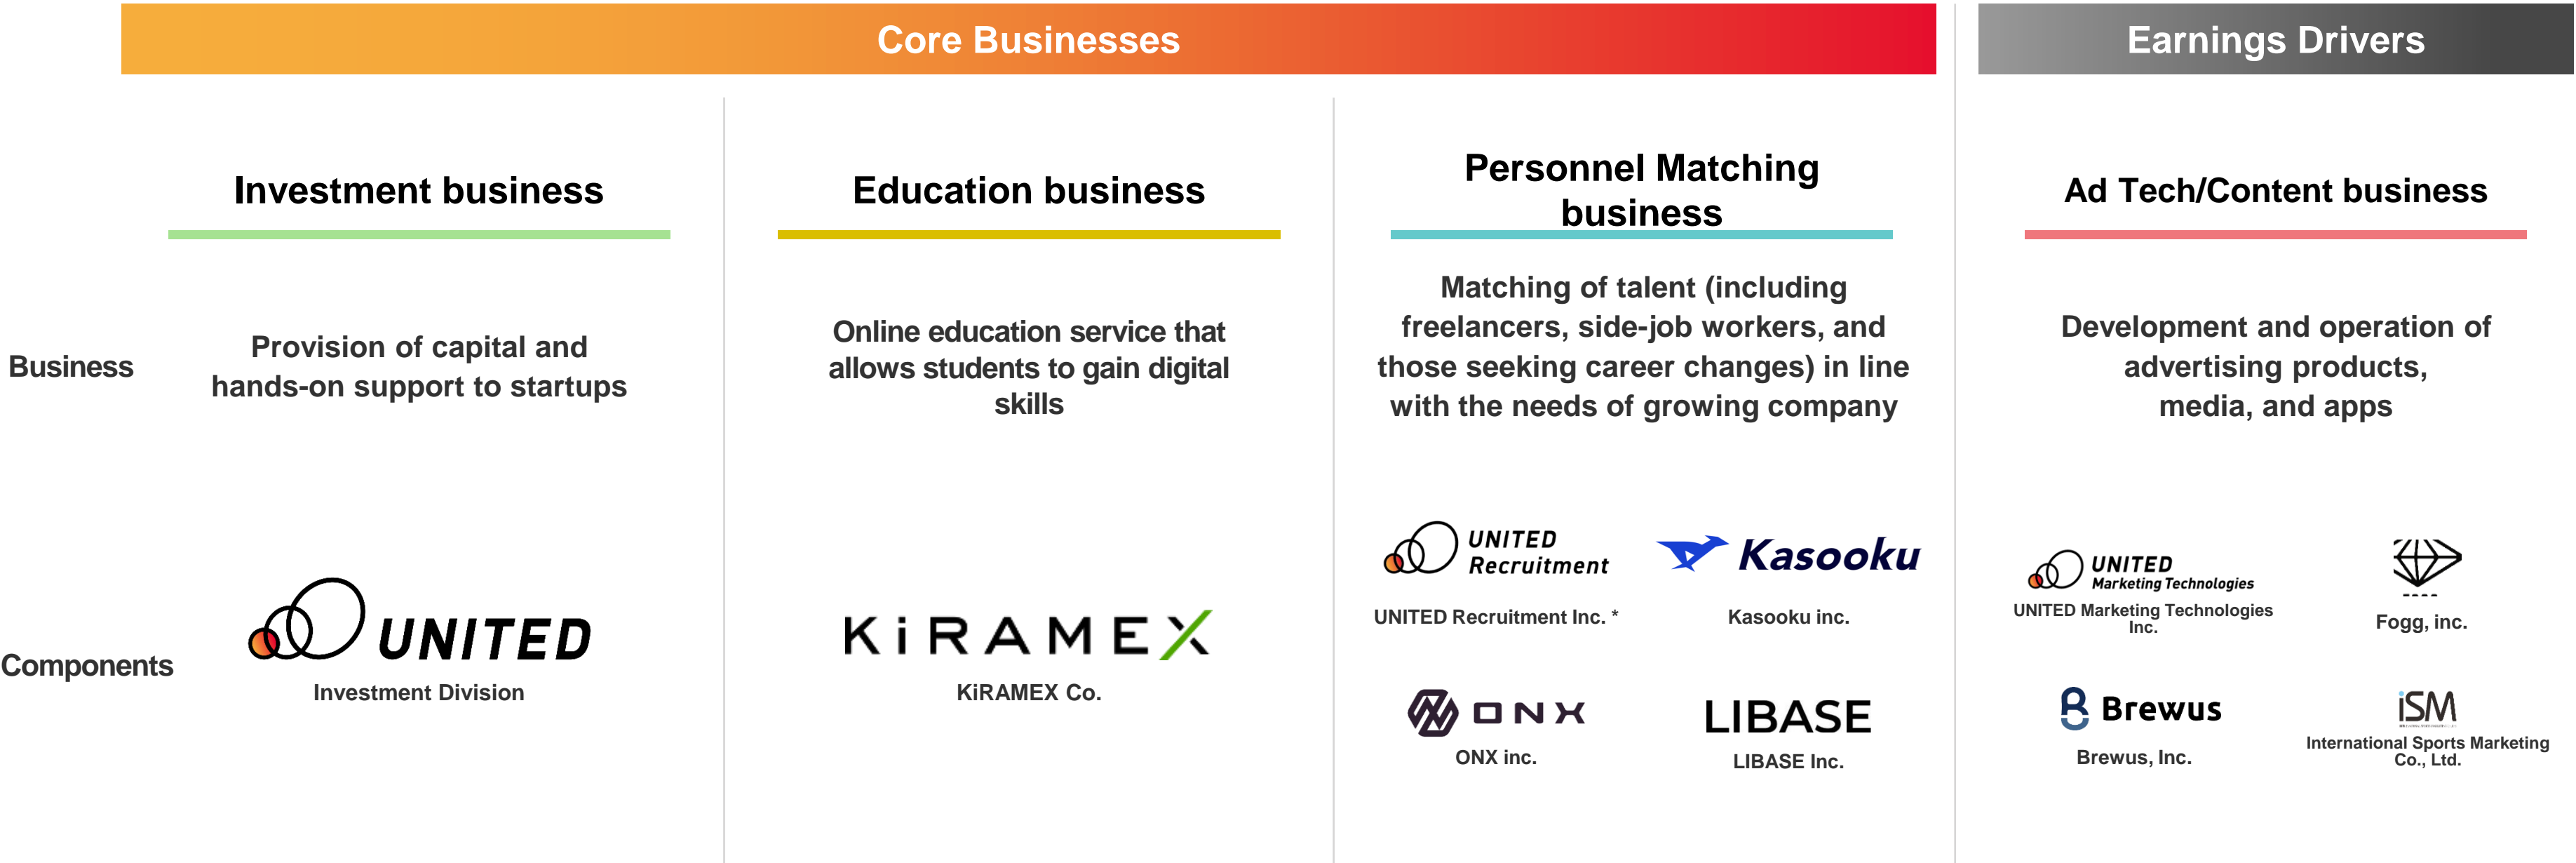 Core Businesses
Earnings Drivers
Investment business
Education business
Personnel Matching
business
Ad Tech/Content business
Business
Provision of capital and
hands-on support to startups
Online education service that
allows students to gain digital
skills
Matching of talent (including
freelancers, side-job workers, and
those seeking career changes) in line
with the needs of growing company
Development and operation of
advertising products,
media, and apps
Components
UNITED
Investment Division
KiRAMEX
KiRAMEX Co.
UNITED
Recruitment
UNITED Recruitment Inc. *
Kasooku
Kasooku inc.
ONX
ONX inc.
LIBASE
LIBASE Inc.
UNITED
Marketing Technologies
UNITED Marketing Technologies
Inc.
Fogg, inc.
Brewus
Brewus, Inc.
iSM
International Sports Marketing
Co., Ltd.